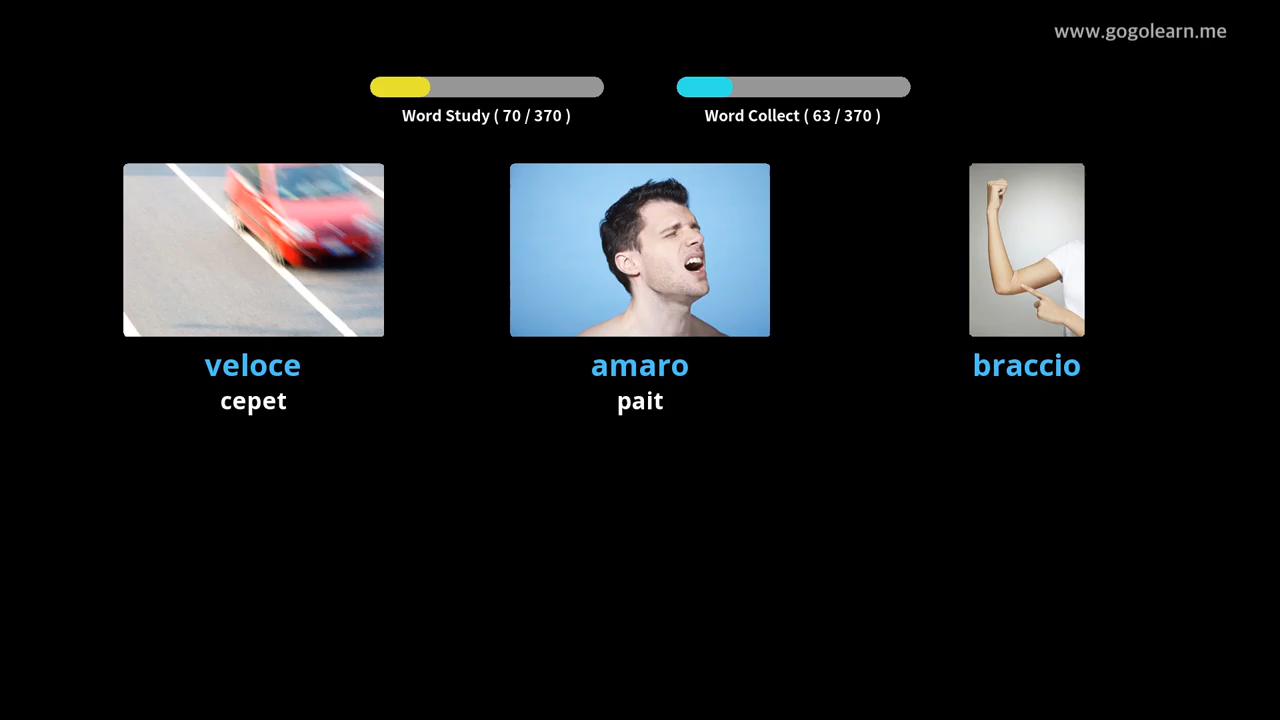 www.gogolearn.me
Word Study ( 70 / 370 )
Word Collect ( 63 / 370 )
veloce
cepet
amaro
pait
braccio